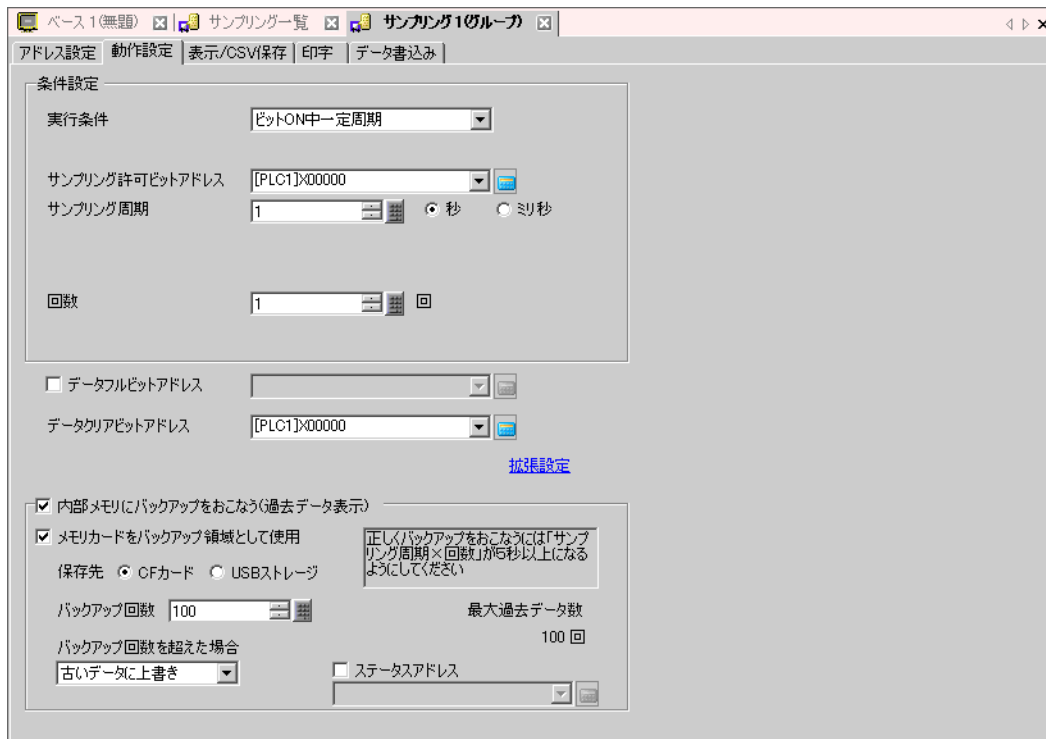 ベース 1(無題) サンプリング一覧 サンプリング 1(グループ)
アドレス設定 動作設定 表示/CSV保存 印字 データ書込み
条件設定
実行条件 ビットON中一定周期
サンプリング許可ビットアドレス [PLC1]X00000
サンプリング周期 1 秒 ミリ秒
回数 1 回
データフルビットアドレス
データクリアビットアドレス [PLC1]X00000
拡張設定
内部メモリにバックアップをおこなう(過去データ表示)
メモリカードをバックアップ領域として使用
正しくバックアップをおこなうには「サンプ
リング周期×回数」が5秒以上になる
ようにしてください
保存先 CFカード USBストレージ
バックアップ回数 100 最大過去データ数
100 回
バックアップ回数を超えた場合
古いデータに上書き ステータスアドレス